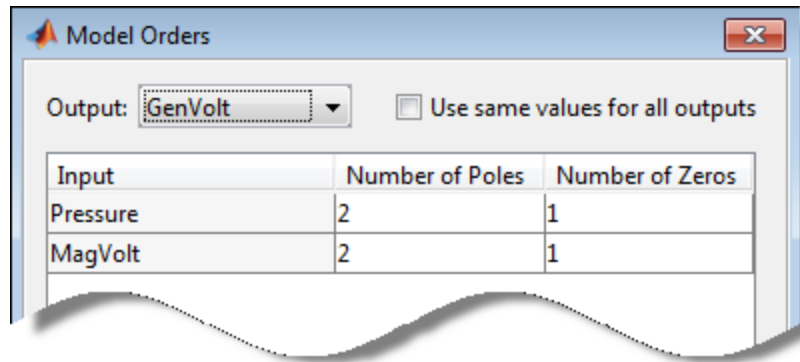 Model Orders
Output: GenVolt Use same values for all outputs
Input Number of Poles Number of Zeros
Pressure 2 1
MagVolt 2 1